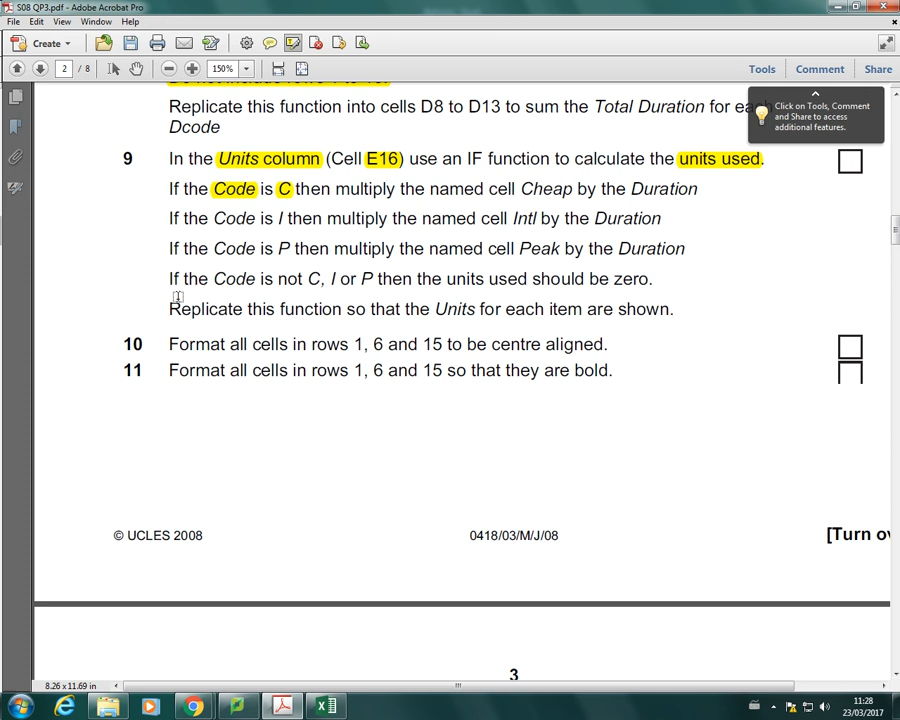 S08 QP3.pdf - Adobe Acrobat Pro
File Edit View Window Help
Create
2 / 8 150% Tools Comment Share
Click on Tools, Comment and Share to access additional features.
Replicate this function into cells D8 to D13 to sum the Total Duration for each
Dcode
9 In the Units column (Cell E16) use an IF function to calculate the units used.
If the Code is C then multiply the named cell Cheap by the Duration
If the Code is I then multiply the named cell Intl by the Duration
If the Code is P then multiply the named cell Peak by the Duration
If the Code is not C, I or P then the units used should be zero.
Replicate this function so that the Units for each item are shown.
10 Format all cells in rows 1, 6 and 15 to be centre aligned.
11 Format all cells in rows 1, 6 and 15 so that they are bold.
© UCLES 2008 0418/03/M/J/08 [Turn ov
3
8.26 x 11.69 in
11:28
23/03/2017